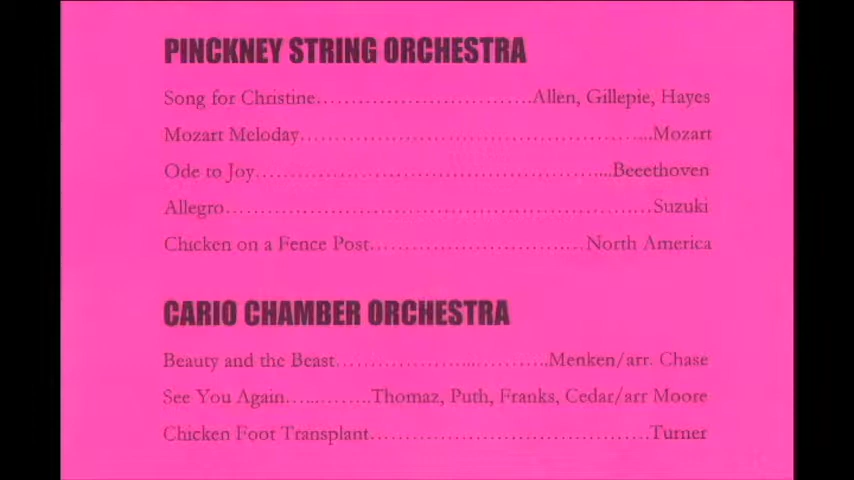 PINCKNEY STRING ORCHESTRA
Song for Christine……………………………Allen, Gillepie, Hayes
Mozart Meloday………………………………………………...Mozart
Ode to Joy………………………………………………...Beeethoven
Allegro…………………………………………………………Suzuki
Chicken on a Fence Post……………………………North America
CARIO CHAMBER ORCHESTRA
Beauty and the Beast………………...………..Menken/arr. Chase
See You Again…...……..Thomaz, Puth, Franks, Cedar/arr Moore
Chicken Foot Transplant………………………………………Turner